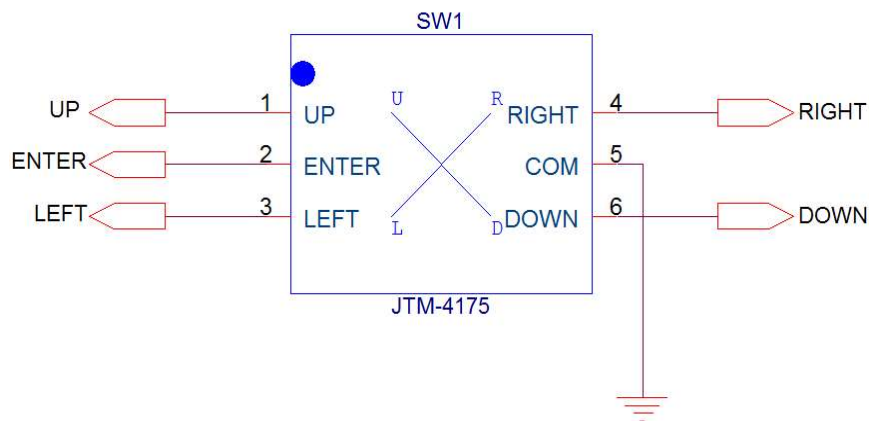 SW1
UP 1 UP U R RIGHT 4 RIGHT
ENTER 2 ENTER COM 5
LEFT 3 LEFT L D DOWN 6 DOWN
JTM-4175